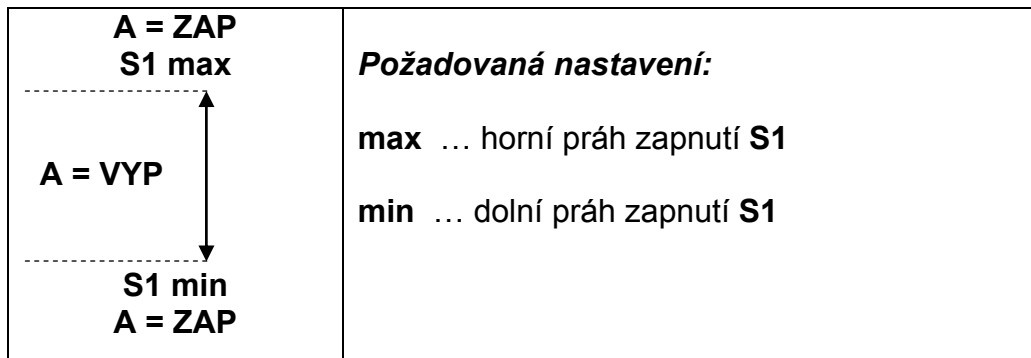 A = ZAP
S1 max
A = VYP
S1 min
A = ZAP
Požadovaná nastavení:
max … horní práh zapnutí S1
min … dolní práh zapnutí S1